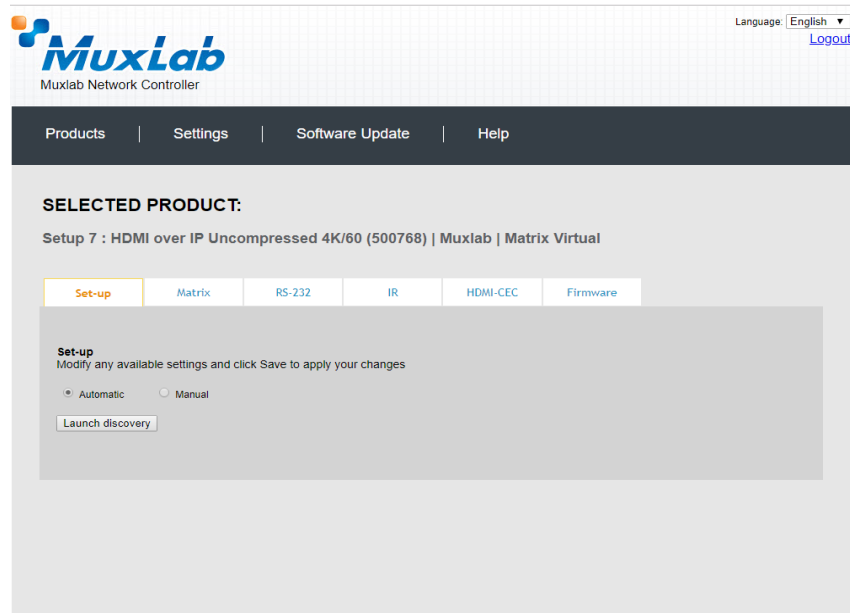 Language: English
Logout
MuxLab
Muxlab Network Controller
Products | Settings | Software Update | Help
SELECTED PRODUCT:
Setup 7 : HDMI over IP Uncompressed 4K/60 (500768) | Muxlab | Matrix Virtual
Set-up Matrix RS-232 IR HDMI-CEC Firmware
Set-up
Modify any available settings and click Save to apply your changes
Automatic Manual
Launch discovery